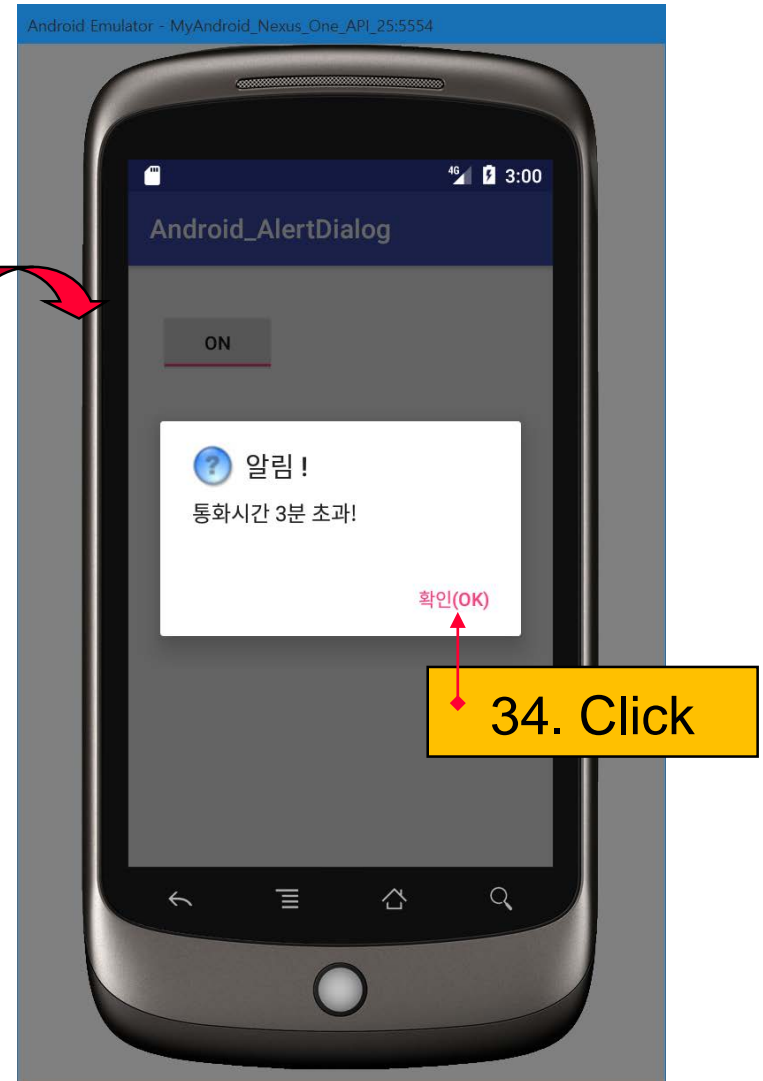 Android Emulator - MyAndroid_Nexus_One_API_25:5554
4G 3:00
Android_AlertDialog
ON
? 알림 !
통화시간 3분 초과!
확인(OK)
34. Click